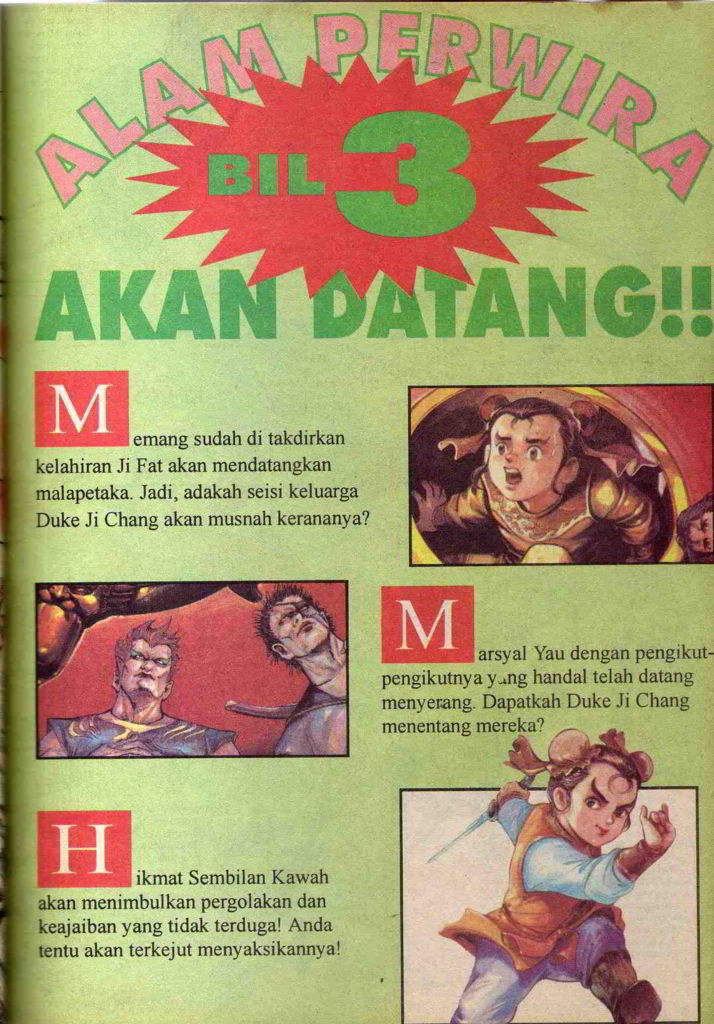 ALAM PERWIRA
BIL 3
AKAN DATANG!!
Memang sudah di takdirkan
kelahiran Ji Fat akan mendatangkan
malapetaka. Jadi, adakah seisi keluarga
Duke Ji Chang akan musnah kerananya?
Marsyal Yau dengan pengikut-
pengikutnya yang handal telah datang
menyerang. Dapatkah Duke Ji Chang
menentang mereka?
Hikmat Sembilan Kawah
akan menimbulkan pergolakan dan
keajaiban yang tidak terduga! Anda
tentu akan terkejut menyaksikannya!